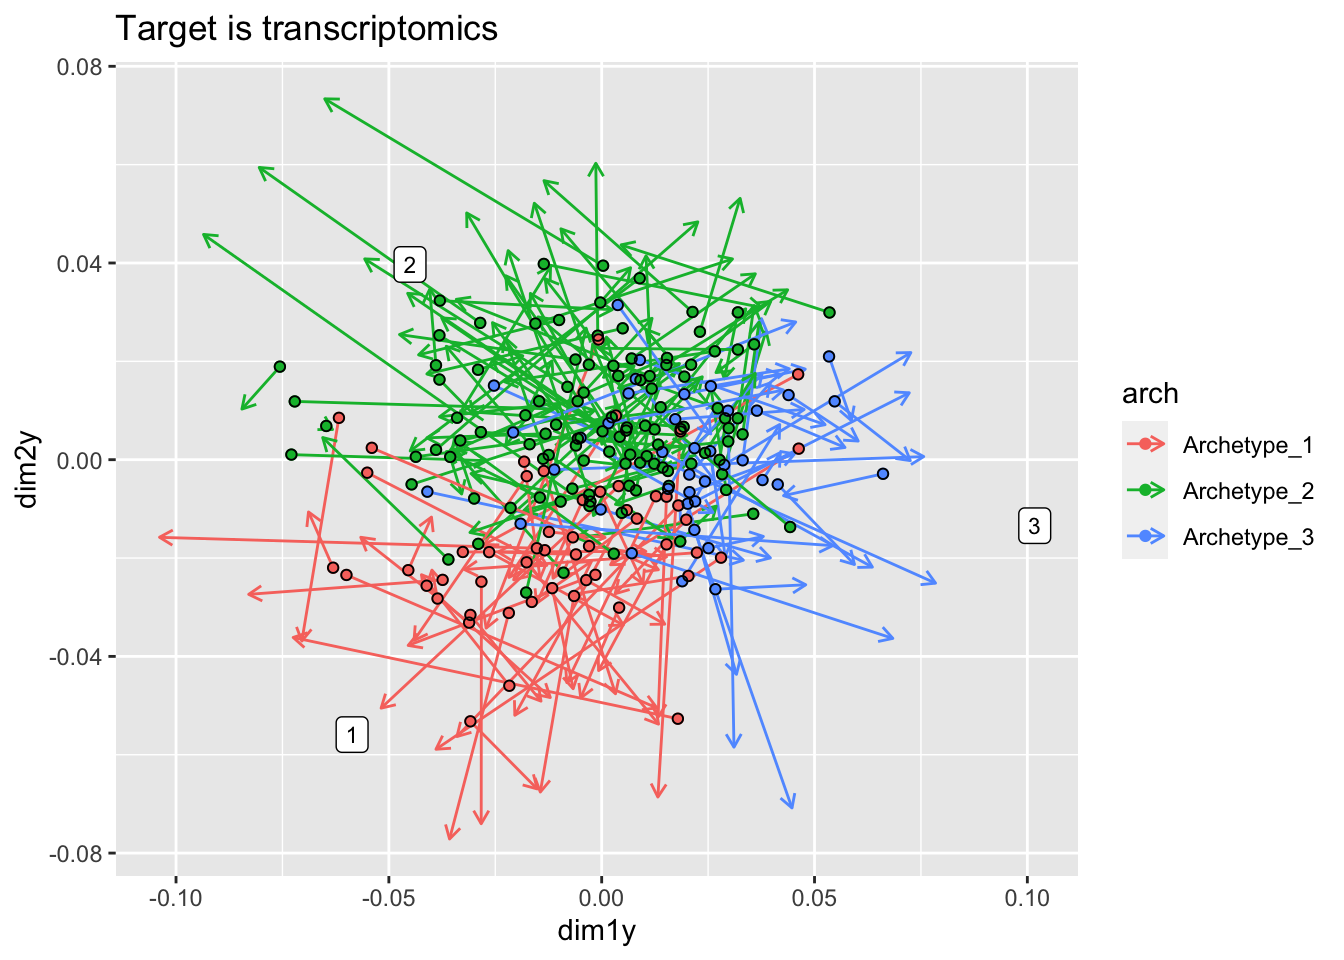 Target is transcriptomics
0.08
0.04
0.00
-0.04
-0.08
dim2y
2
3
1
-0.10
-0.05
0.00
0.05
0.10
dim1y
arch
Archetype_1
Archetype_2
Archetype_3